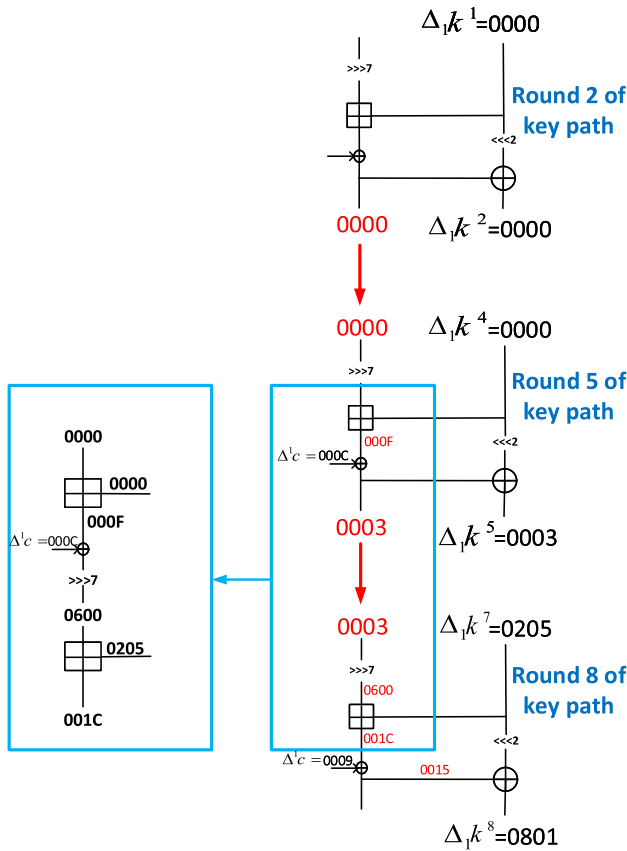 Δ₁k¹=0000
>>>7
Round 2 of
key path
<<<2
0000
Δ₁k²=0000
0000
Δ₁k⁴=0000
>>>7
Round 5 of
key path
000F
<<<2
Δ¹c =000C
0003
Δ₁k⁵=0003
0000
0000
000F
Δ¹c =000C
>>>7
0600
0205
001C
0003
Δ₁k⁷=0205
>>>7
Round 8 of
key path
0600
001C
<<<2
Δ¹c =0009
0015
Δ₁k⁸=0801